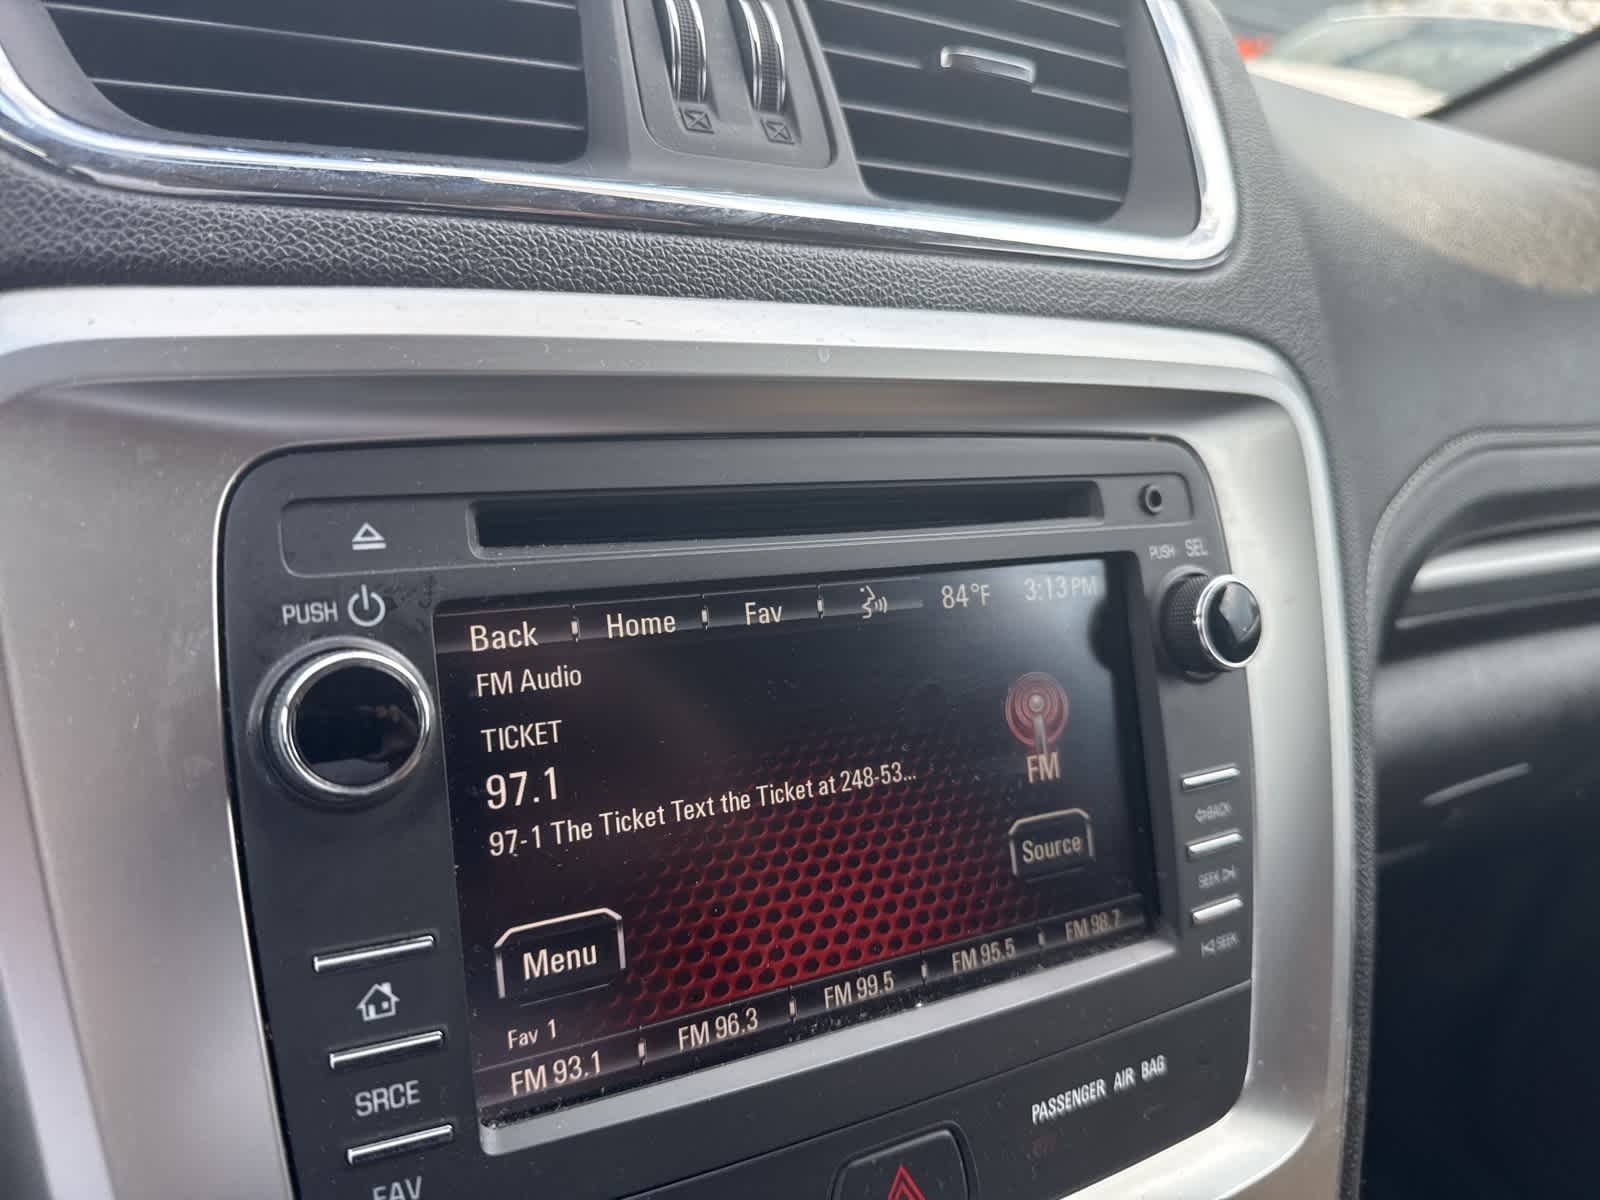 PUSH SEL
PUSH
Back Home Fav 84°F 3:13 PM
FM Audio
TICKET
97.1
FM
97-1 The Ticket Text the Ticket at 248-53...
Source
BACK
SEEK
SEEK
Menu
Fav 1
FM 93.1 FM 96.3 FM 99.5 FM 95.5 FM 98.7
SRCE
FAV
PASSENGER AIR BAG